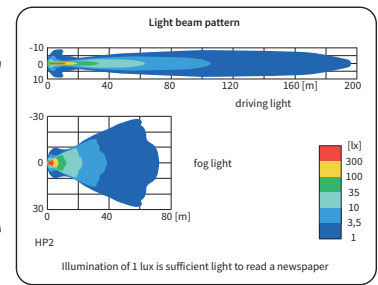 Light beam pattern
-10
0
10
0 40 80 120 160 [m] 200
driving light
-30
0
30
0 40 80 [m]
fog light
[lx]
300
100
35
10
3,5
1
HP2
Illumination of 1 lux is sufficient light to read a newspaper